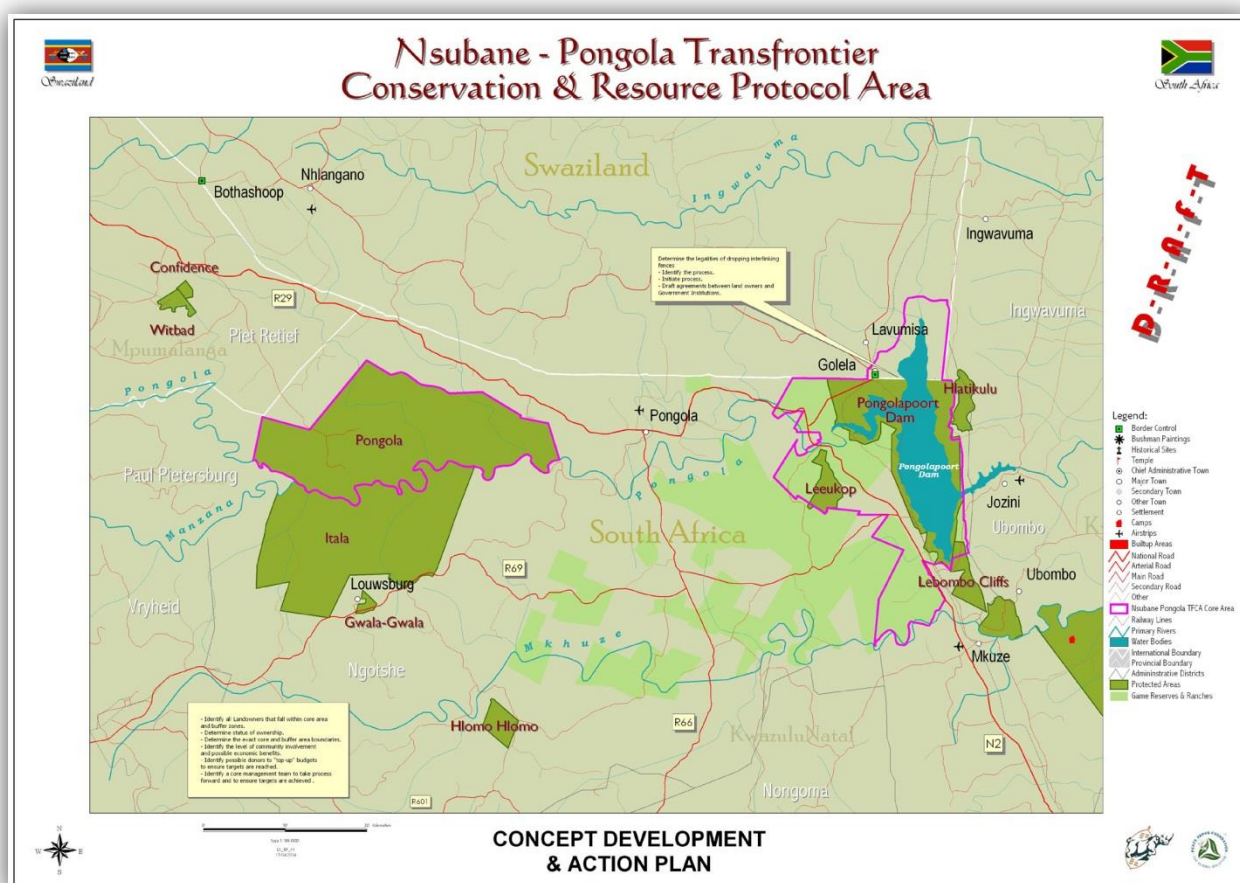 Nsubane - Pongola Transfrontier
Conservation & Resource Protocol Area
Swaziland
South Africa
D-R-a-f-T
Swaziland
Ingwavuma
Nhlangano
Bothashoop
Ingwavuma
Determine the legalities of dropping interlinking
fences
- Identify the process.
- Initiate process.
- Draft agreements between land owners and
Government Institutions.
Confidence
R29
Witbad
Piet Retief
Mpumalanga
Ingwavuma
Lavumisa
Golela
Hlatikulu
Pongola
Pongolapoort
Dam
Pongola
Pongola
Paul Pietersburg
Pongola
Pongolapoort
Dam
Leeukop
Jozini
Manzana
Itala
South Africa
Ubombo
R69
Louwsburg
Lebombo Cliffs
Ubombo
Vryheid
Gwala-Gwala
Mkhuze
Ngotshe
Mkuze
- Identify all Landowners that fall within core area
and buffer zones.
- Determine status of ownership.
- Determine the exact core and buffer area boundaries.
- Identify the level of community involvement
and possible economic benefits.
- Identify possible donors to "top-up" budgets
to ensure targets are reached.
- Identify a core management team to take process
forward and to ensure targets are achieved .
Hlomo Hlomo
R66
KwazuluNatal
N2
Nongoma
R601
Legend:
Border Control
Bushman Paintings
Historical Sites
Temple
Chief Administrative Town
Major Town
Secondary Town
Other Town
Settlement
Camps
Airstrips
Builtup Areas
National Road
Arterial Road
Main Road
Secondary Road
Other
Nsubane Pongola TFCA Core Area
Railway Lines
Primary Rivers
Water Bodies
International Boundary
Provincial Boundary
Administrative Districts
Protected Areas
Game Reserves & Ranches
N
W E
S
CONCEPT DEVELOPMENT
& ACTION PLAN